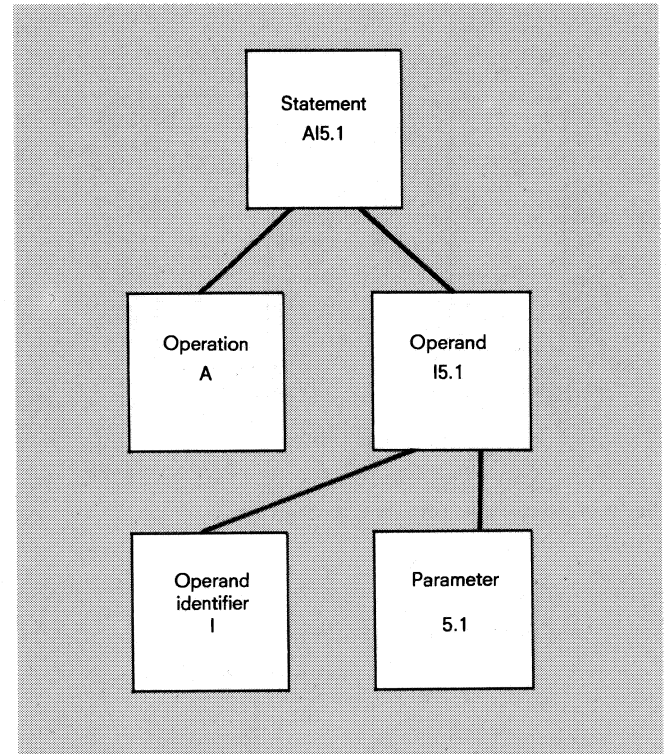 Statement
AI5.1
Operation
A
Operand
I5.1
Operand
identifier
I
Parameter
5.1